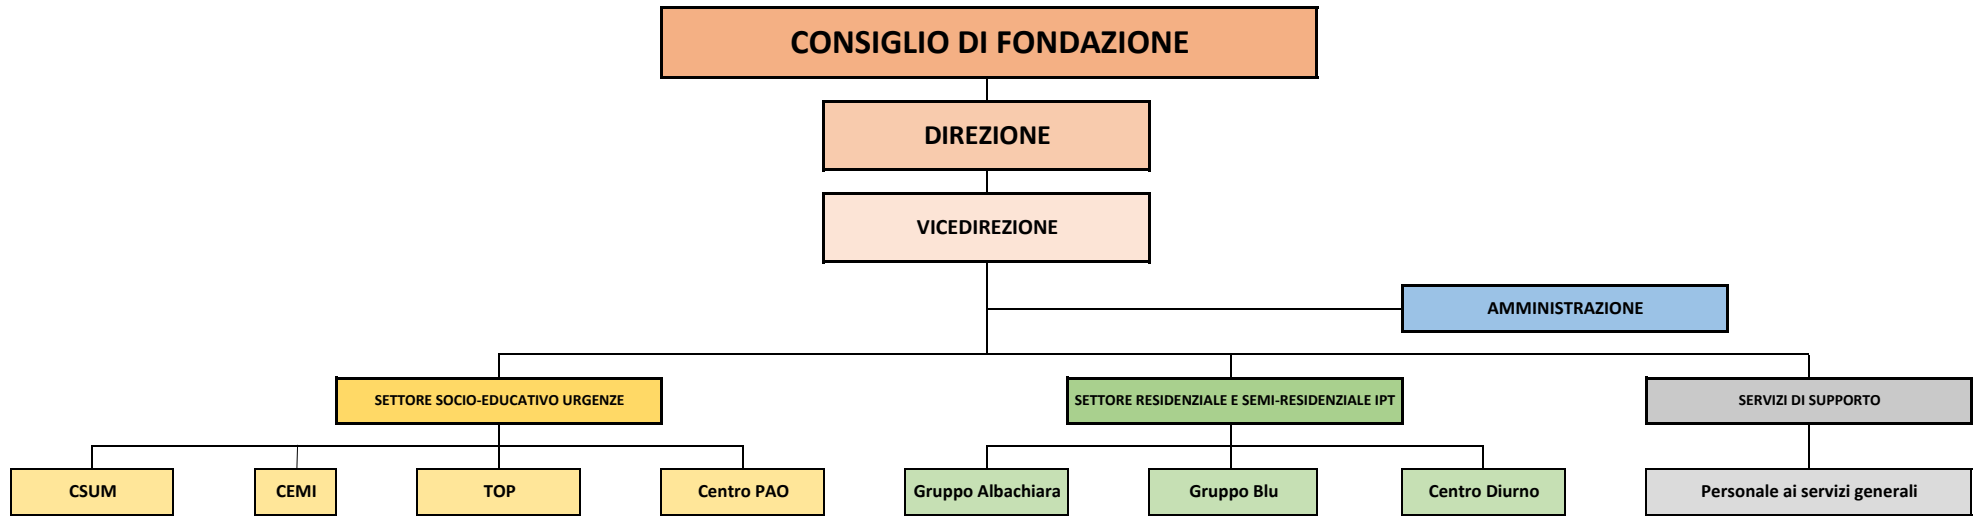 CONSIGLIO DI FONDAZIONE
DIREZIONE
VICEDIREZIONE
AMMINISTRAZIONE
SETTORE SOCIO-EDUCATIVO URGENZE
SETTORE RESIDENZIALE E SEMI-RESIDENZIALE IPT
SERVIZI DI SUPPORTO
CSUM
CEMI
TOP
Centro PAO
Gruppo Albachiara
Gruppo Blu
Centro Diurno
Personale ai servizi generali